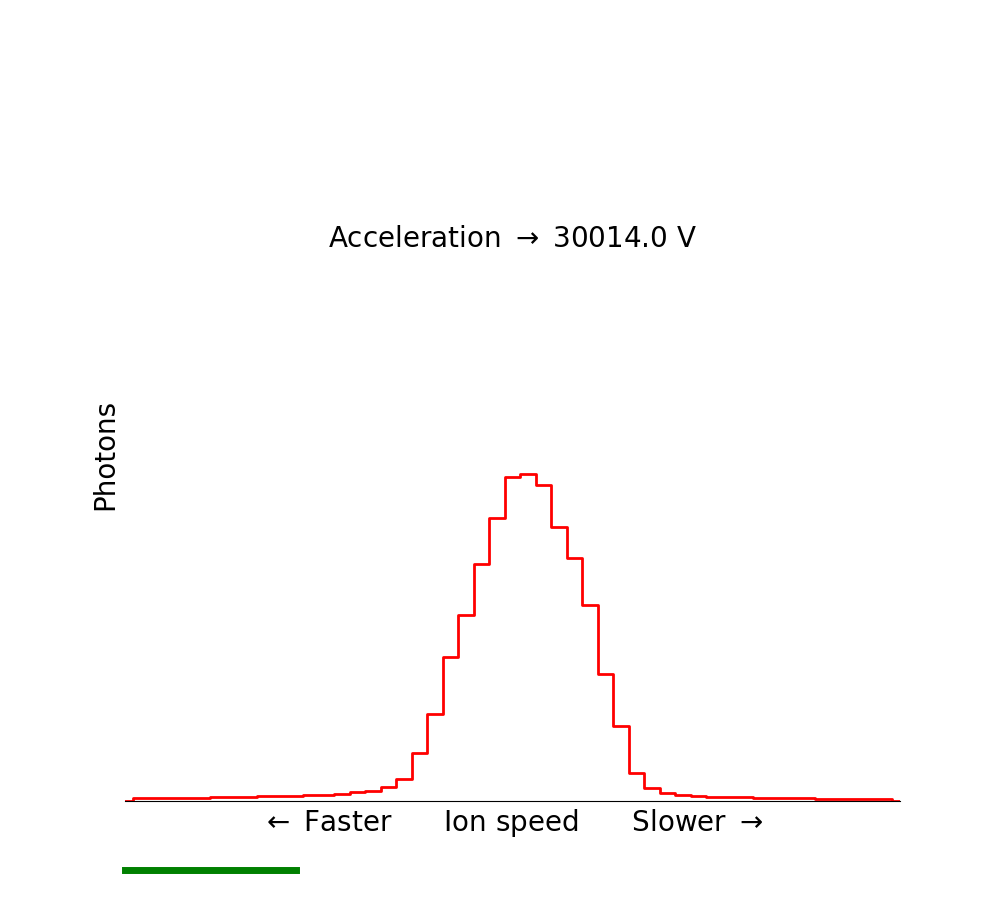 Acceleration → 30014.0 V
Photons
← Faster Ion speed Slower →